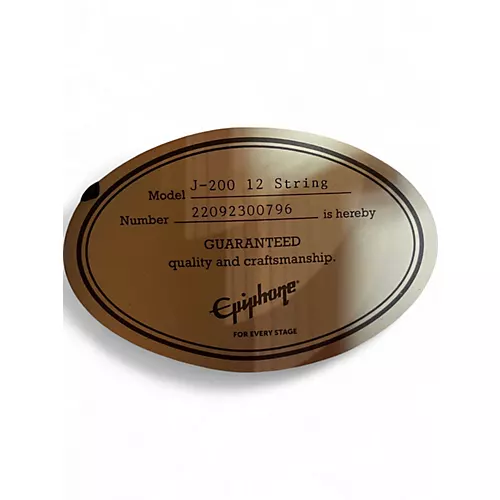 Model J-200 12 String
Number 22092300796 is hereby
GUARANTEED
quality and craftsmanship.
Epiphone
FOR EVERY STAGE